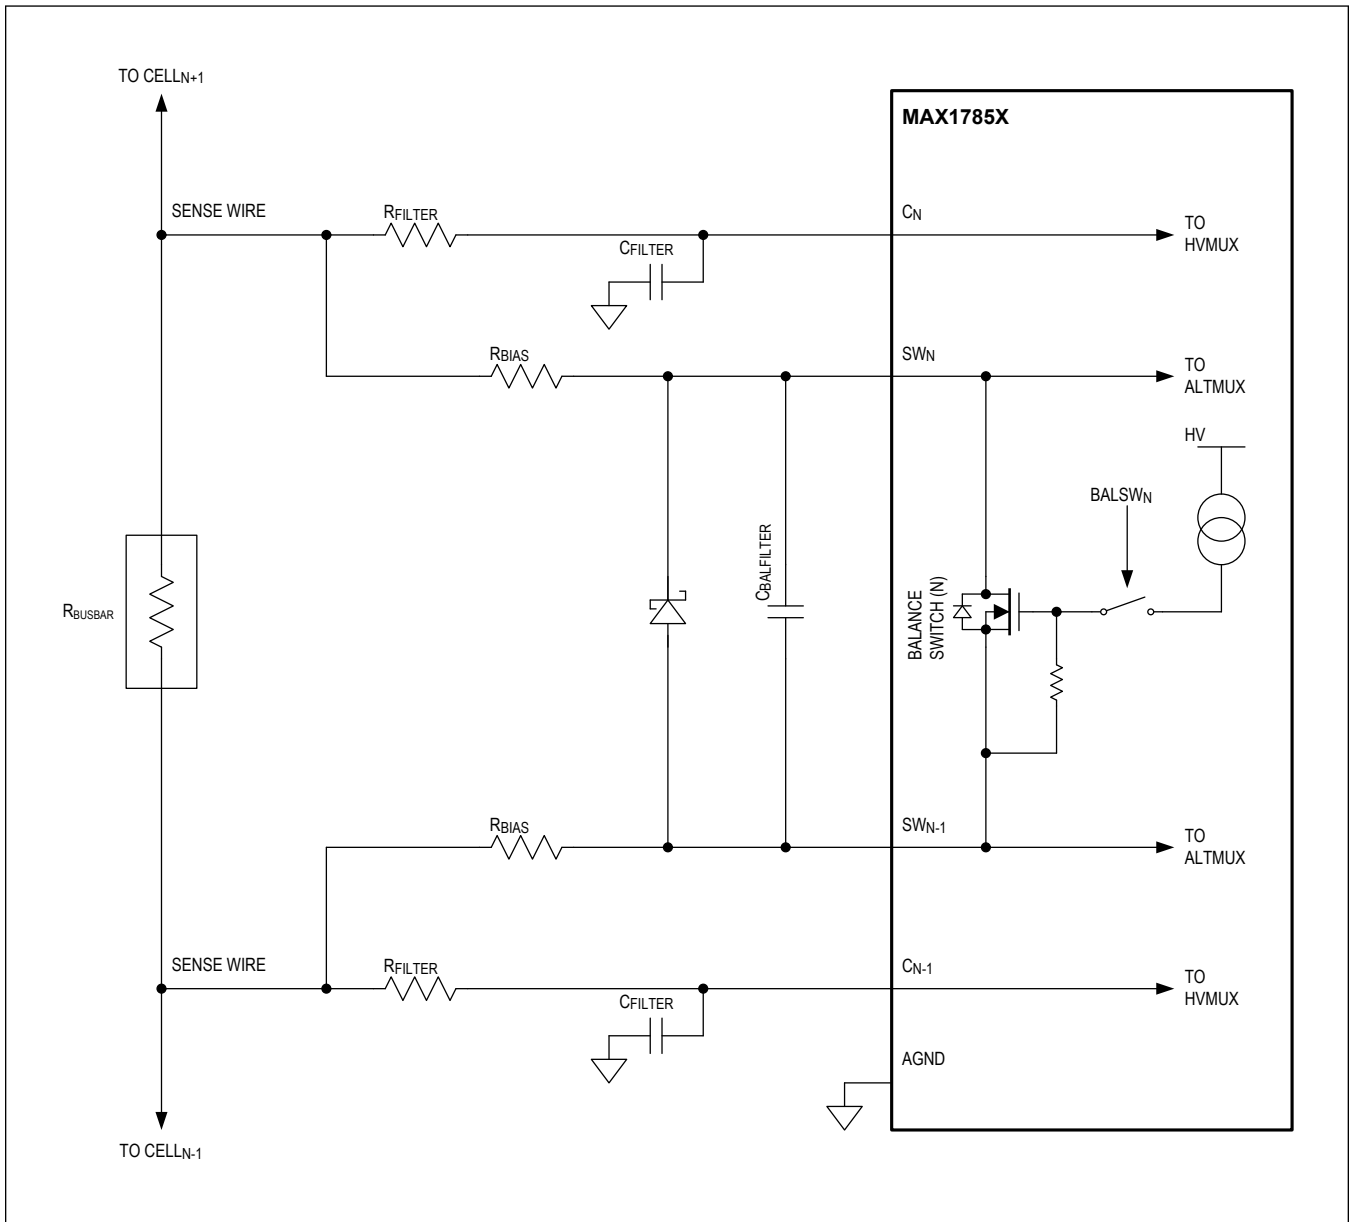 TO CELLN+1
MAX1785X
SENSE WIRE
RFILTER
CFILTER
CN
TO
HVMUX
RBIAS
SWN
TO
ALTMUX
HV
BALSWN
CBALFILTER
BALANCE
SWITCH (N)
RBUSBAR
RBIAS
SWN-1
TO
ALTMUX
SENSE WIRE
RFILTER
CFILTER
CN-1
TO
HVMUX
AGND
TO CELLN-1